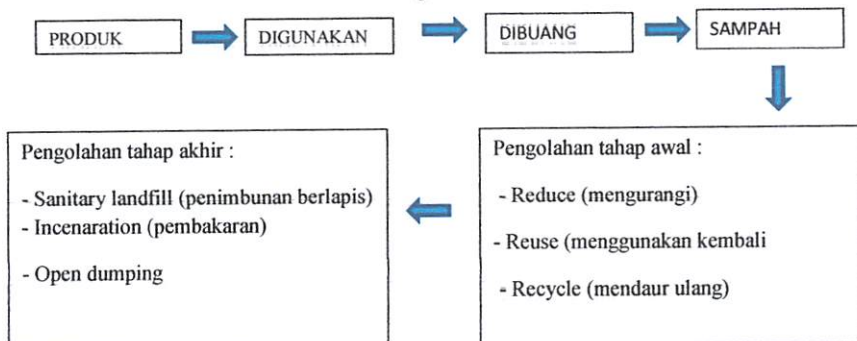 PRODUK
DIGUNAKAN
DIBUANG
SAMPAH
Pengolahan tahap awal :
- Reduce (mengurangi)
- Reuse (menggunakan kembali
- Recycle (mendaur ulang)
Pengolahan tahap akhir :
- Sanitary landfill (penimbunan berlapis)
- Incenaration (pembakaran)
- Open dumping